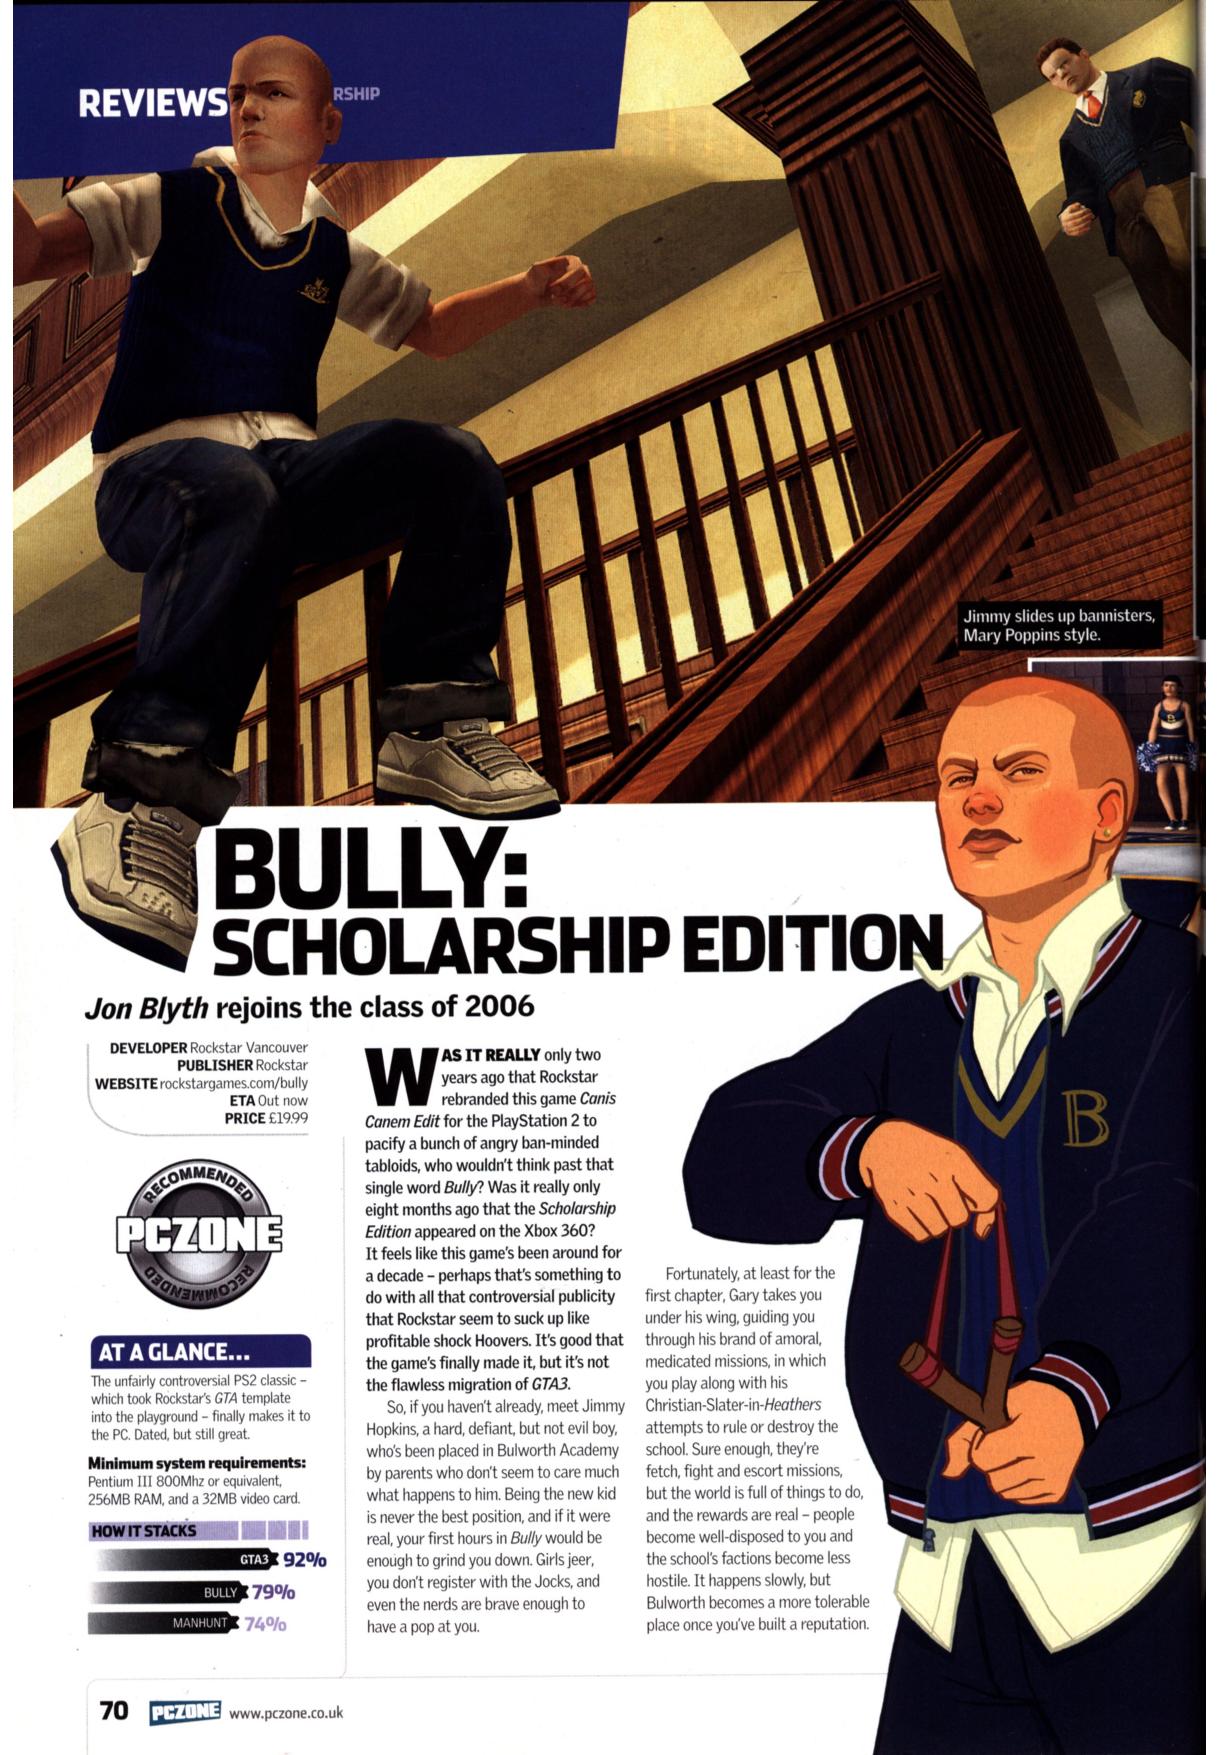 REVIEWS
RSHIP
Jimmy slides up bannisters,
Mary Poppins style.
BULLY:
SCHOLARSHIP EDITION
Jon Blyth rejoins the class of 2006
DEVELOPER Rockstar Vancouver
PUBLISHER Rockstar
WEBSITE rockstargames.com/bully
ETA Out now
PRICE £19.99
RECOMMENDED
PCZONE
RECOMMENDED
AT A GLANCE...
The unfairly controversial PS2 classic –
which took Rockstar's GTA template
into the playground – finally makes it to
the PC. Dated, but still great.
Minimum system requirements:
Pentium III 800Mhz or equivalent,
256MB RAM, and a 32MB video card.
HOW IT STACKS
GTA3 92%
BULLY 79%
MANHUNT 74%
WAS IT REALLY only two
years ago that Rockstar
rebranded this game Canis
Canem Edit for the PlayStation 2 to
pacify a bunch of angry ban-minded
tabloids, who wouldn't think past that
single word Bully? Was it really only
eight months ago that the Scholarship
Edition appeared on the Xbox 360?
It feels like this game's been around for
a decade – perhaps that's something to
do with all that controversial publicity
that Rockstar seem to suck up like
profitable shock Hoovers. It's good that
the game's finally made it, but it's not
the flawless migration of GTA3.
So, if you haven't already, meet Jimmy
Hopkins, a hard, defiant, but not evil boy,
who's been placed in Bulworth Academy
by parents who don't seem to care much
what happens to him. Being the new kid
is never the best position, and if it were
real, your first hours in Bully would be
enough to grind you down. Girls jeer,
you don't register with the Jocks, and
even the nerds are brave enough to
have a pop at you.
Fortunately, at least for the
first chapter, Gary takes you
under his wing, guiding you
through his brand of amoral,
medicated missions, in which
you play along with his
Christian-Slater-in-Heathers
attempts to rule or destroy the
school. Sure enough, they're
fetch, fight and escort missions,
but the world is full of things to do,
and the rewards are real – people
become well-disposed to you and
the school's factions become less
hostile. It happens slowly, but
Bulworth becomes a more tolerable
place once you've built a reputation.
B
70 PCZONE www.pczone.co.uk